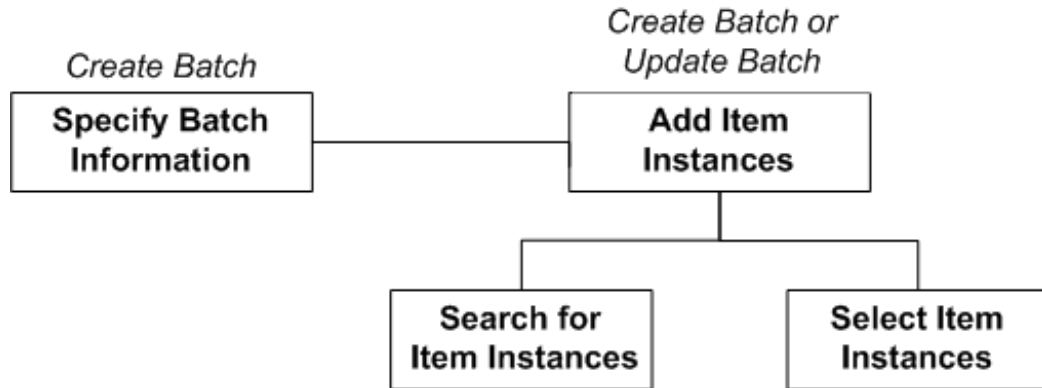 Create Batch
Specify Batch
Information
Create Batch or
Update Batch
Add Item
Instances
Search for
Item Instances
Select Item
Instances